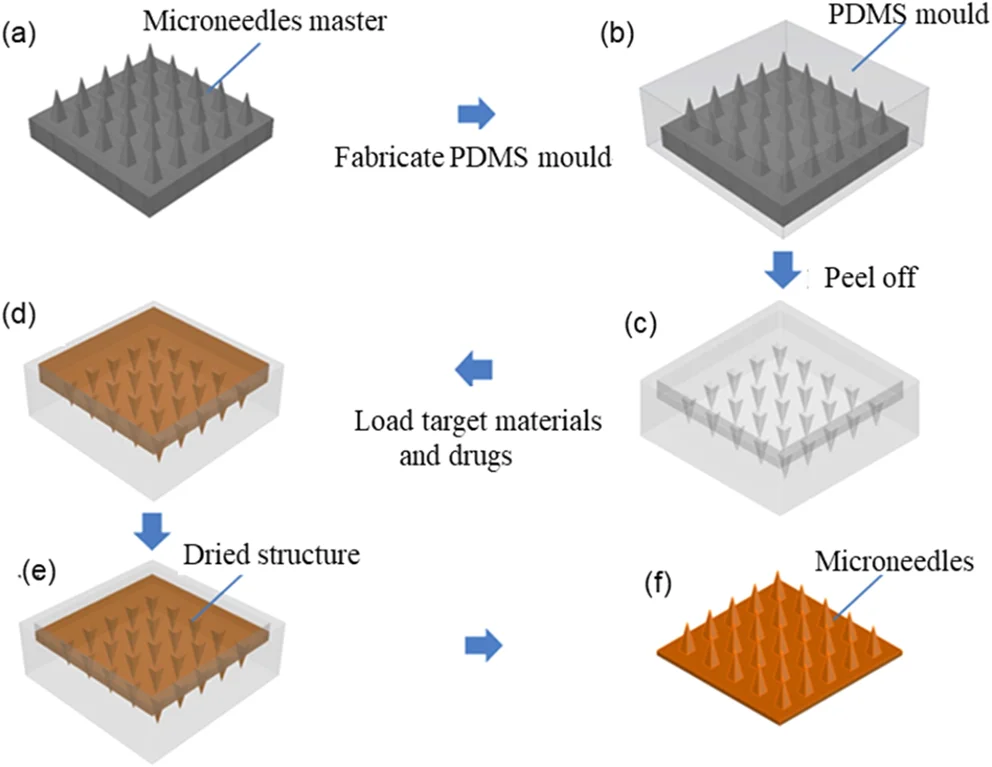 (a)
Microneedles master
Fabricate PDMS mould
(b)
PDMS mould
Peel off
(c)
Load target materials
and drugs
(d)
.(e)
Dried structure
(f)
Microneedles